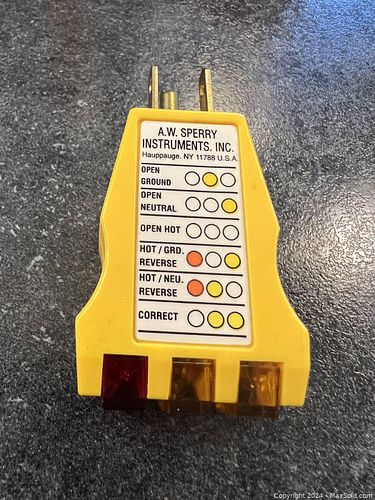 A.W. SPERRY
INSTRUMENTS, INC.
Hauppauge, NY 11788 U.S.A.
OPEN
GROUND
OPEN
NEUTRAL
OPEN HOT
HOT / GRD.
REVERSE
HOT / NEU.
REVERSE
CORRECT
Copyright 2024 - MaxSold.com